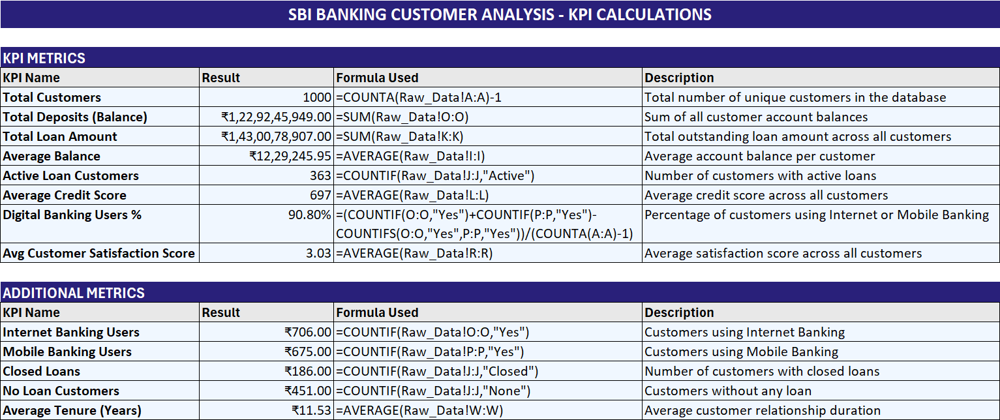 SBI BANKING CUSTOMER ANALYSIS - KPI CALCULATIONS
KPI METRICS
KPI Name Result Formula Used Description
Total Customers 1000 =COUNTA(Raw_Data!A:A)-1 Total number of unique customers in the database
Total Deposits (Balance) ₹1,22,92,45,949.00 =SUM(Raw_Data!O:O) Sum of all customer account balances
Total Loan Amount ₹1,43,00,78,907.00 =SUM(Raw_Data!K:K) Total outstanding loan amount across all customers
Average Balance ₹12,29,245.95 =AVERAGE(Raw_Data!I:I) Average account balance per customer
Active Loan Customers 363 =COUNTIF(Raw_Data!J:J,"Active") Number of customers with active loans
Average Credit Score 697 =AVERAGE(Raw_Data!L:L) Average credit score across all customers
Digital Banking Users % 90.80% =(COUNTIF(O:O,"Yes")+COUNTIF(P:P,"Yes")- Percentage of customers using Internet or Mobile Banking
COUNTIFS(O:O,"Yes",P:P,"Yes"))/(COUNTA(A:A)-1)
Avg Customer Satisfaction Score 3.03 =AVERAGE(Raw_Data!R:R) Average satisfaction score across all customers
ADDITIONAL METRICS
KPI Name Result Formula Used Description
Internet Banking Users ₹706.00 =COUNTIF(Raw_Data!O:O,"Yes") Customers using Internet Banking
Mobile Banking Users ₹675.00 =COUNTIF(Raw_Data!P:P,"Yes") Customers using Mobile Banking
Closed Loans ₹186.00 =COUNTIF(Raw_Data!J:J,"Closed") Number of customers with closed loans
No Loan Customers ₹451.00 =COUNTIF(Raw_Data!J:J,"None") Customers without any loan
Average Tenure (Years) ₹11.53 =AVERAGE(Raw_Data!W:W) Average customer relationship duration